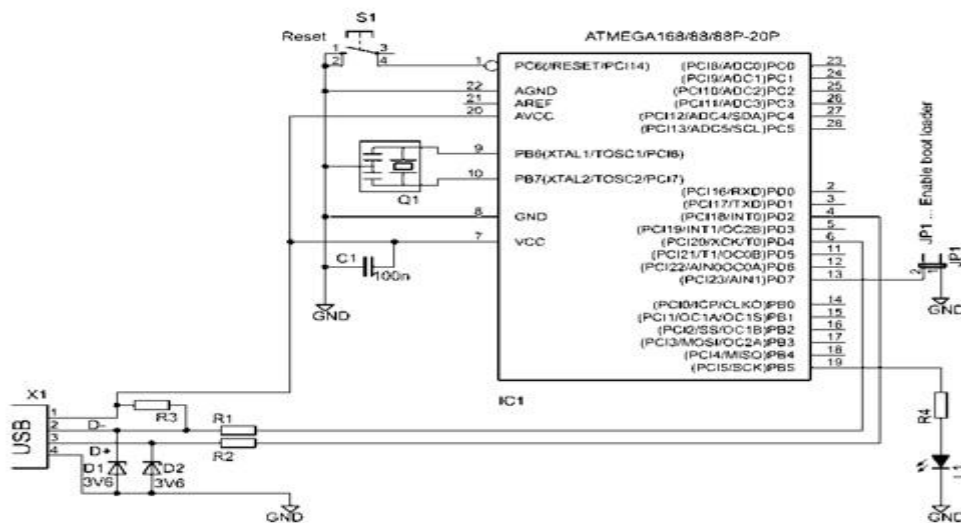 S1
Reset
1
2
3
4
ATMEGA168/88/88P-20P
1 PC6(/RESET/PCI14)
22 AGND
21 AREF
20 AVCC
9 PB6(XTAL1/TOSC1/PCI6)
10 PB7(XTAL2/TOSC2/PCI7)
Q1
8 GND
7 VCC
C1
100n
GND
(PCI8/ADC0)PC0 23
(PCI9/ADC1)PC1 24
(PCI10/ADC2)PC2 25
(PCI11/ADC3)PC3 26
(PCI12/ADC4/SDA)PC4 27
(PCI13/ADC5/SCL)PC5 28
(PCI16/RXD)PD0 2
(PCI17/TXD)PD1 3
(PCI18/INT0)PD2 4
(PCI19/INT1/OC2B)PD3 5
(PCI20/XCK/T0)PD4 6
(PCI21/T1/OC0B)PD5 11
(PCI22/AIN0OC0A)PD6 12
(PCI23/AIN1)PD7 13
(PCI0/ICP/CLKO)PB0 14
(PCI1/OC1A/OC1S)PB1 15
(PCI2/SS/OC1B)PB2 16
(PCI3/MOSI/OC2A)PB3 17
(PCI4/MISO)PB4 18
(PCI5/SCK)PB5 19
IC1
JP1 ... Enable boot loader
2
1
JP1
GND
X1
USB
1
2
3
4
D-
D+
R3
R1
R2
D1
3V6
D2
3V6
GND
R4
GND